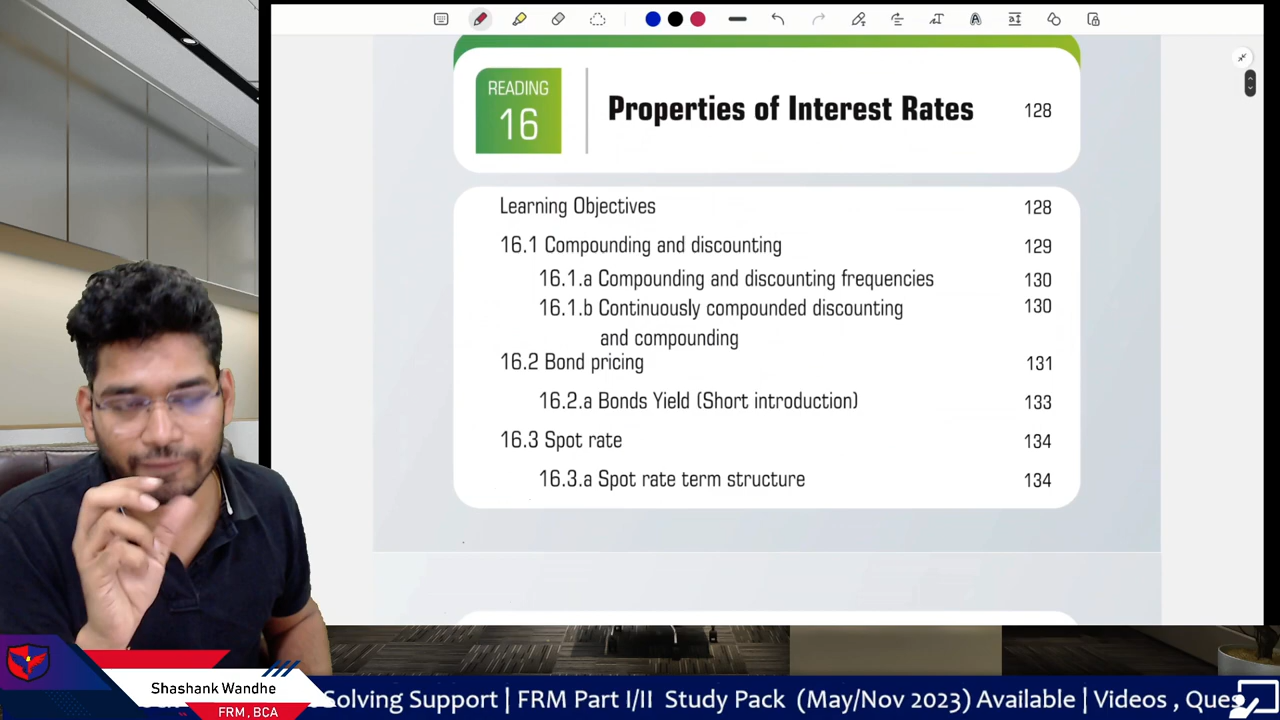 READING
16
Properties of Interest Rates 128
Learning Objectives 128
16.1 Compounding and discounting 129
16.1.a Compounding and discounting frequencies 130
16.1.b Continuously compounded discounting 130
and compounding
16.2 Bond pricing 131
16.2.a Bonds Yield (Short introduction) 133
16.3 Spot rate 134
16.3.a Spot rate term structure 134
Shashank Wandhe
FRM, BCA
Solving Support | FRM Part I/II Study Pack (May/Nov 2023) Available | Videos , Ques